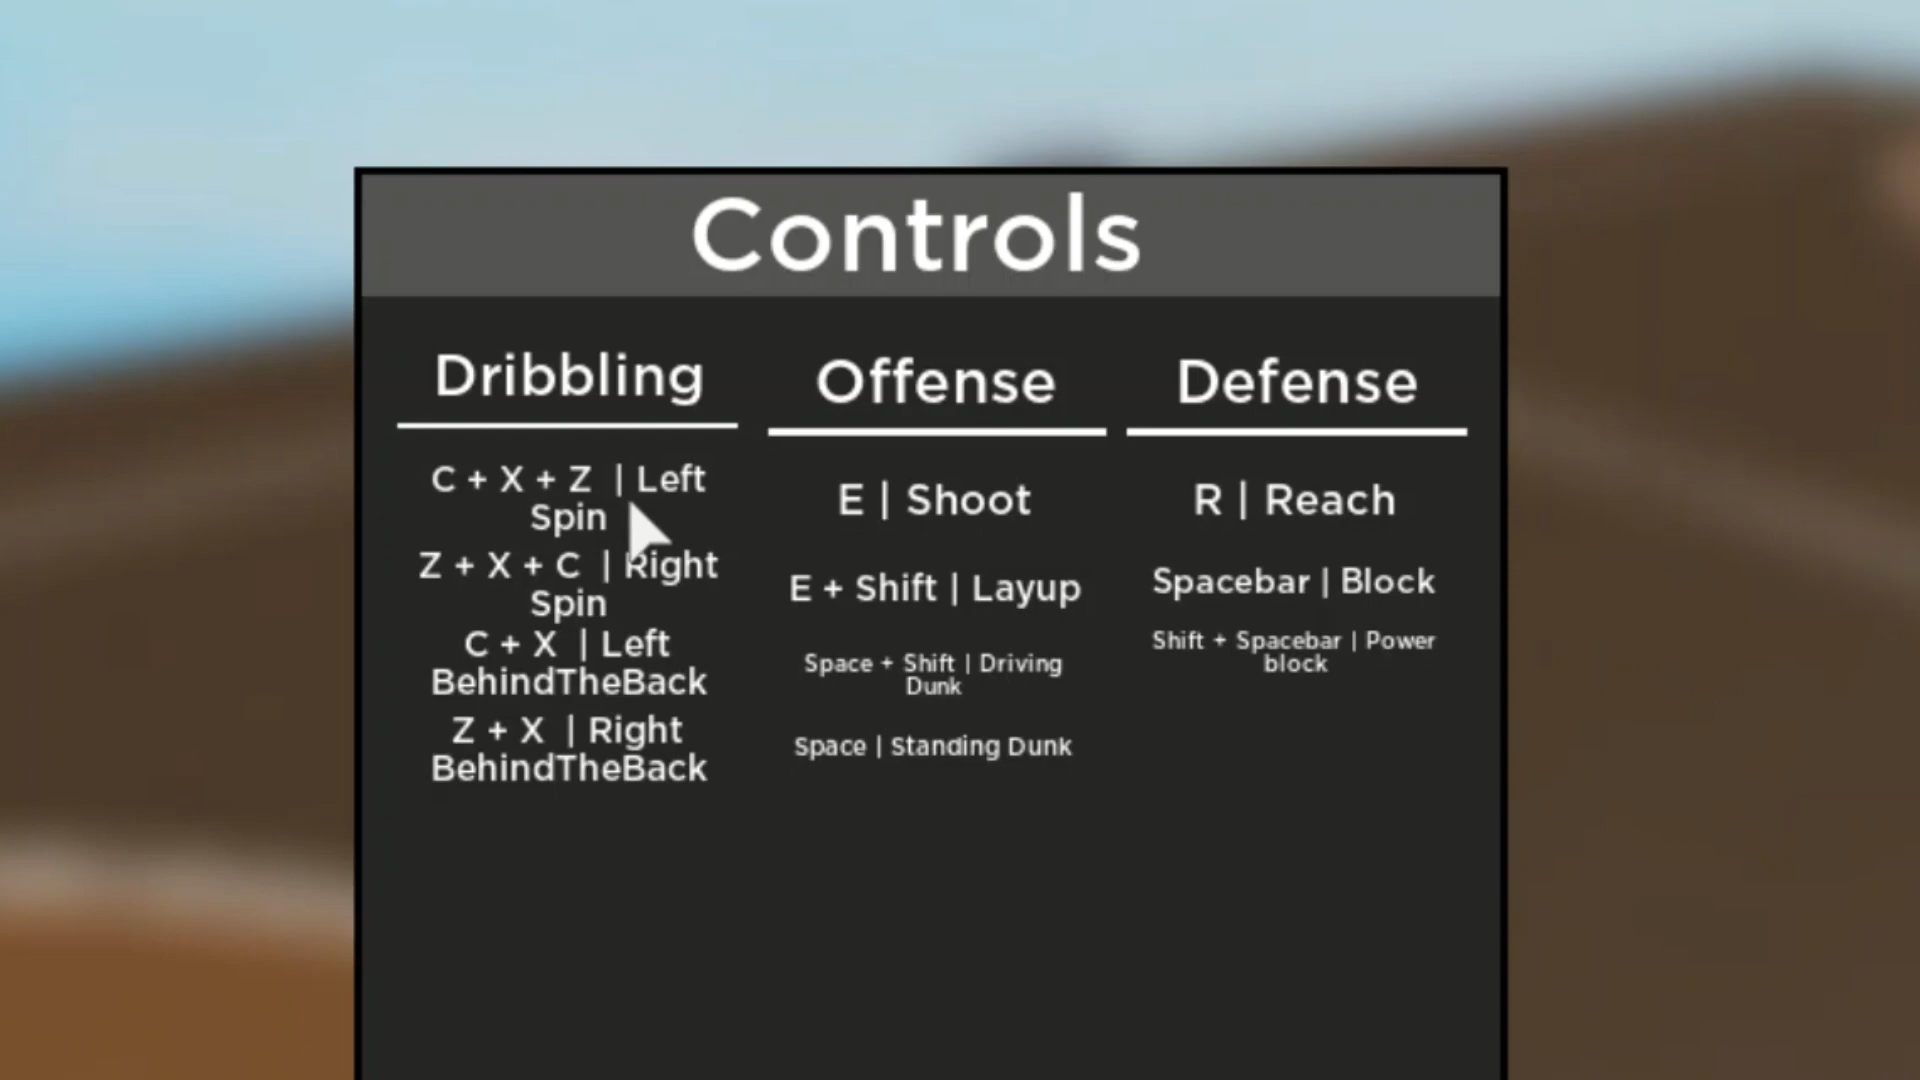 Controls
Dribbling
C + X + Z | Left
Spin
Z + X + C | Right
Spin
C + X | Left
BehindTheBack
Z + X | Right
BehindTheBack
Offense
E | Shoot
E + Shift | Layup
Space + Shift | Driving
Dunk
Space | Standing Dunk
Defense
R | Reach
Spacebar | Block
Shift + Spacebar | Power
block